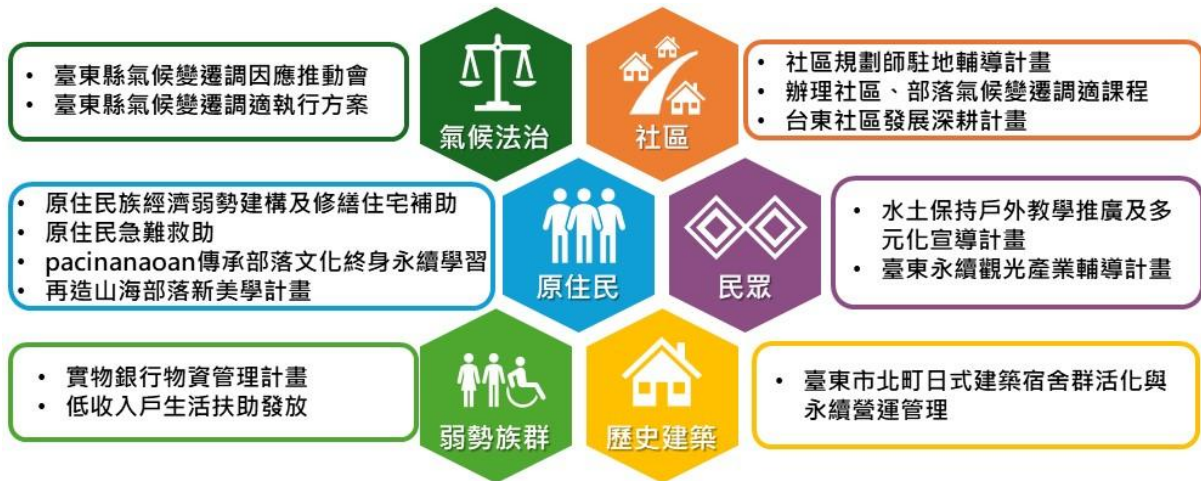 • 臺東縣氣候變遷調因應推動會
• 臺東縣氣候變遷調適執行方案
氣候法治
社區
• 社區規劃師駐地輔導計畫
• 辦理社區、部落氣候變遷調適課程
• 台東社區發展深耕計畫
• 原住民族經濟弱勢建構及修繕住宅補助
• 原住民急難救助
• pacinanaoan傳承部落文化終身永續學習
• 再造山海部落新美學計畫
原住民
民眾
• 水土保持戶外教學推廣及多
元化宣導計畫
• 臺東永續觀光產業輔導計畫
• 實物銀行物資管理計畫
• 低收入戶生活扶助發放
弱勢族群
歷史建築
• 臺東市北町日式建築宿舍群活化與
永續營運管理